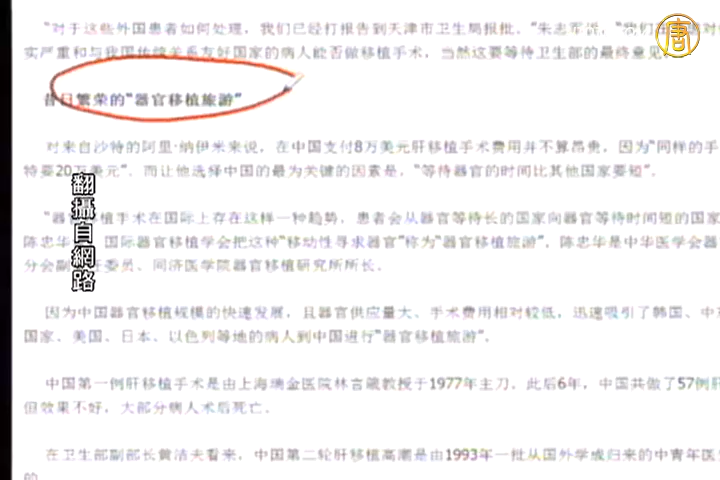 “对于这些外国患者如何处理，我们已经打报告到天津市卫生局报批，”朱志
实严重和与我国传统关系友好国家的病人能否做移植手术，当然这要等待卫生部的最终意见
昔日繁荣的“器官移植旅游”
对来自沙特的阿里·纳伊米来说，在中国支付8万美元肝移植手术费用并不算昂贵，因为“同样的手
特要20万美元”，而让他选择中国的最为关键的因素是，“等待器官的时间比其他国家要短”。
“器 植手术在国际上存在这样一种趋势，患者会从器官等待长的国家向器官等待时间短的国家
陈忠华 国际器官移植学会把这种“移动性寻求器官”称为“器官移植旅游”，陈忠华是中华医学会器
分会副 任委员、同济医学院器官移植研究所所长。
因为中国器官移植规模的快速发展，且器官供应量大、手术费用相对较低，迅速吸引了韩国、中
国家、美国、日本、以色列等地的病人到中国进行“器官移植旅游”。
中国第一例肝移植手术是由上海瑞金医院林言箴教授于1977年主刀，此后6年，中国共做了57例肝
但效果不好，大部分病人术后死亡。
在卫生部副部长黄洁夫看来，中国第二轮肝移植高潮是由1993年一批从国外学成归来的中青年医
的
翻攝自網路
唐